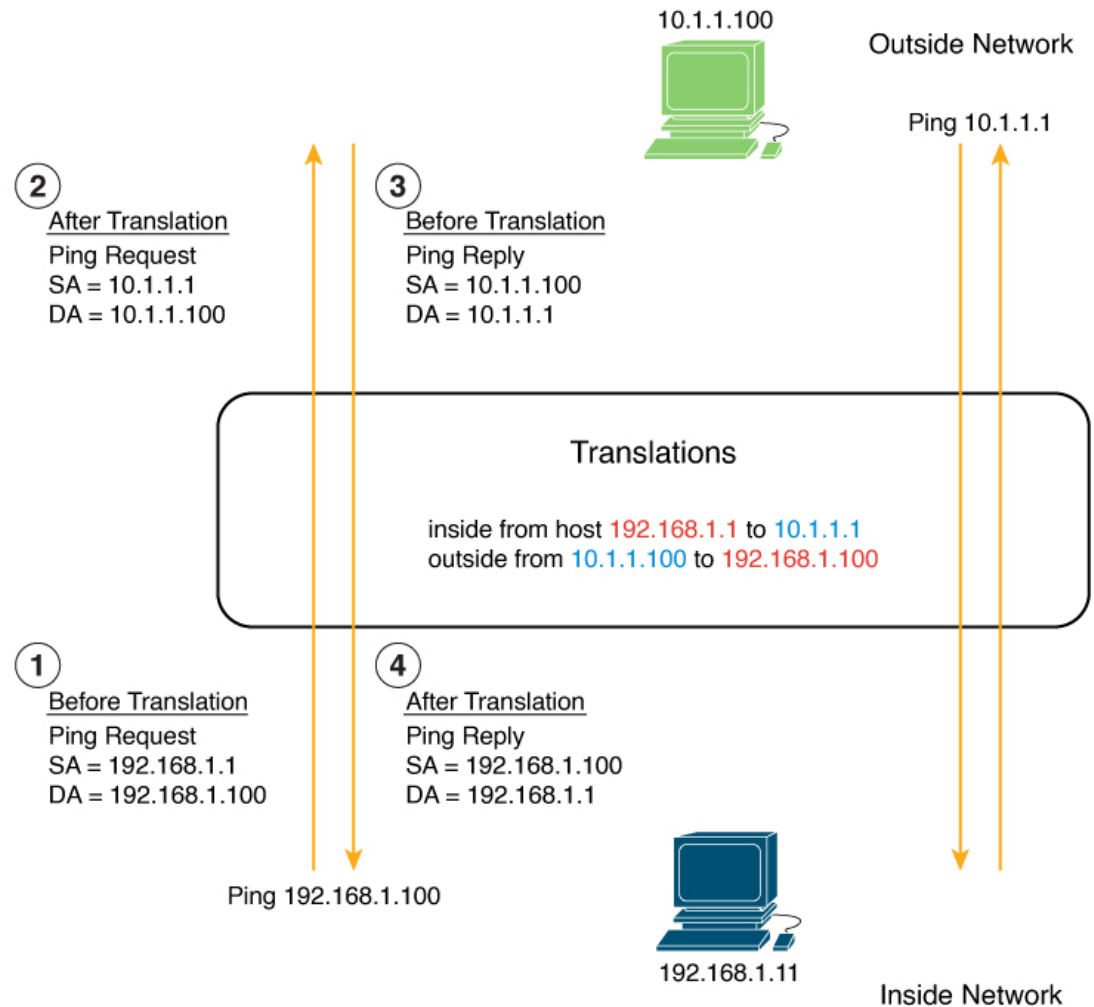 10.1.1.100
Outside Network
Ping 10.1.1.1
2
After Translation
Ping Request
SA = 10.1.1.1
DA = 10.1.1.100
3
Before Translation
Ping Reply
SA = 10.1.1.100
DA = 10.1.1.1
Translations
inside from host 192.168.1.1 to 10.1.1.1
outside from 10.1.1.100 to 192.168.1.100
1
Before Translation
Ping Request
SA = 192.168.1.1
DA = 192.168.1.100
4
After Translation
Ping Reply
SA = 192.168.1.100
DA = 192.168.1.1
Ping 192.168.1.100
192.168.1.11
Inside Network